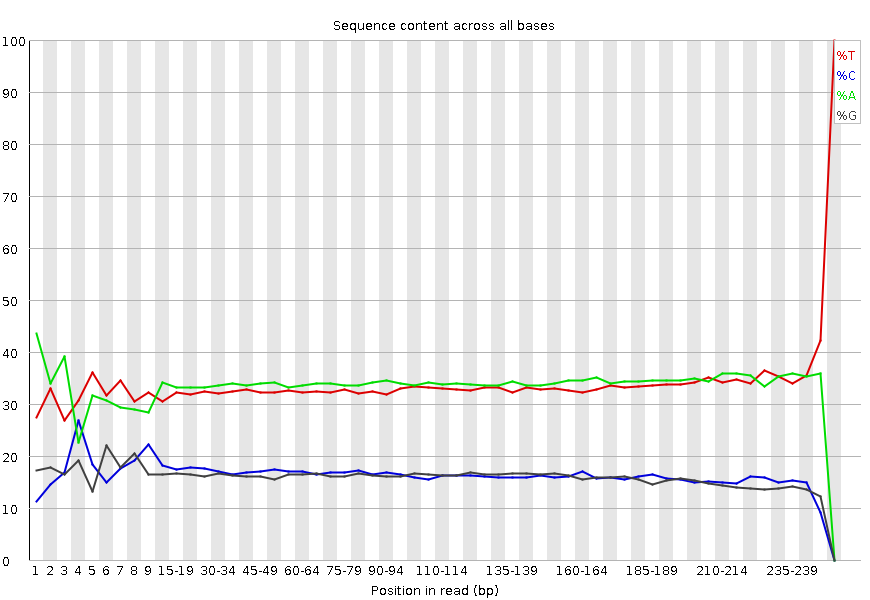 Sequence content across all bases
100
90
80
70
60
50
40
30
20
10
0
%T
%C
%A
%G
1 2 3 4 5 6 7 8 9 15-19 30-34 45-49 60-64 75-79 90-94 110-114 135-139 160-164 185-189 210-214 235-239
Position in read (bp)